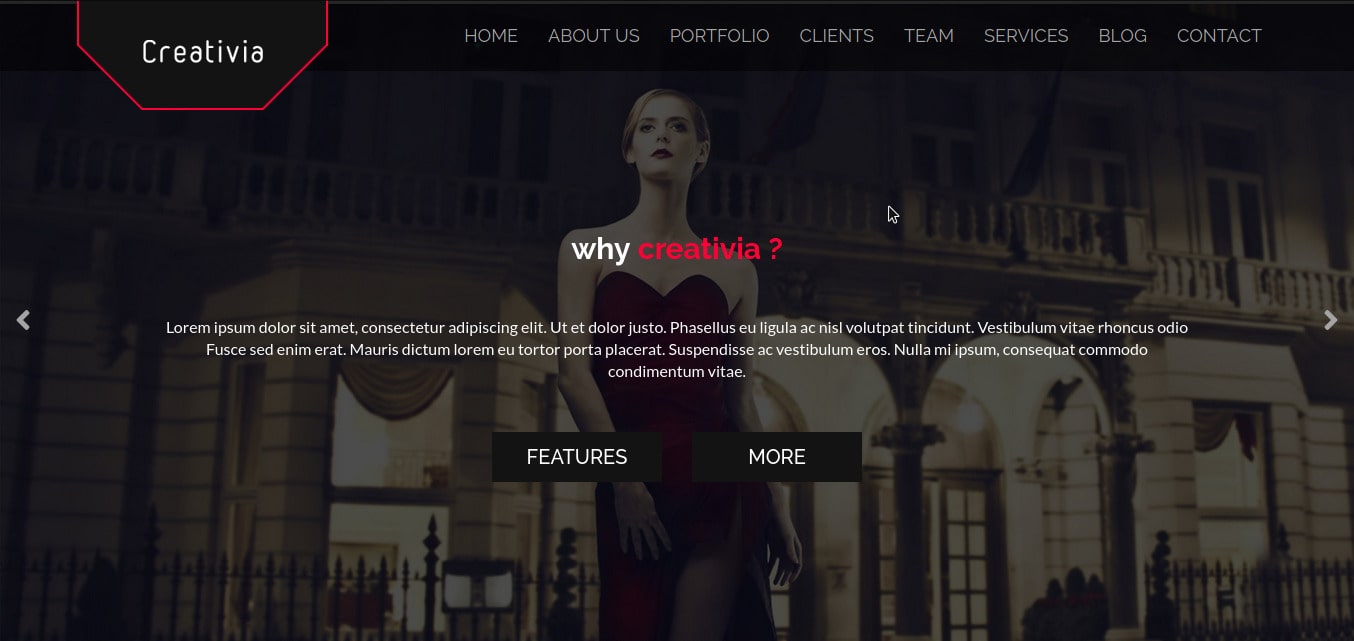 Creativia
HOME ABOUT US PORTFOLIO CLIENTS TEAM SERVICES BLOG CONTACT
why creativia ?
Lorem ipsum dolor sit amet, consectetur adipiscing elit. Ut et dolor justo. Phasellus eu ligula ac nisl volutpat tincidunt. Vestibulum vitae rhoncus odio
Fusce sed enim erat. Mauris dictum lorem eu tortor porta placerat. Suspendisse ac vestibulum eros. Nulla mi ipsum, consequat commodo
condimentum vitae.
FEATURES MORE